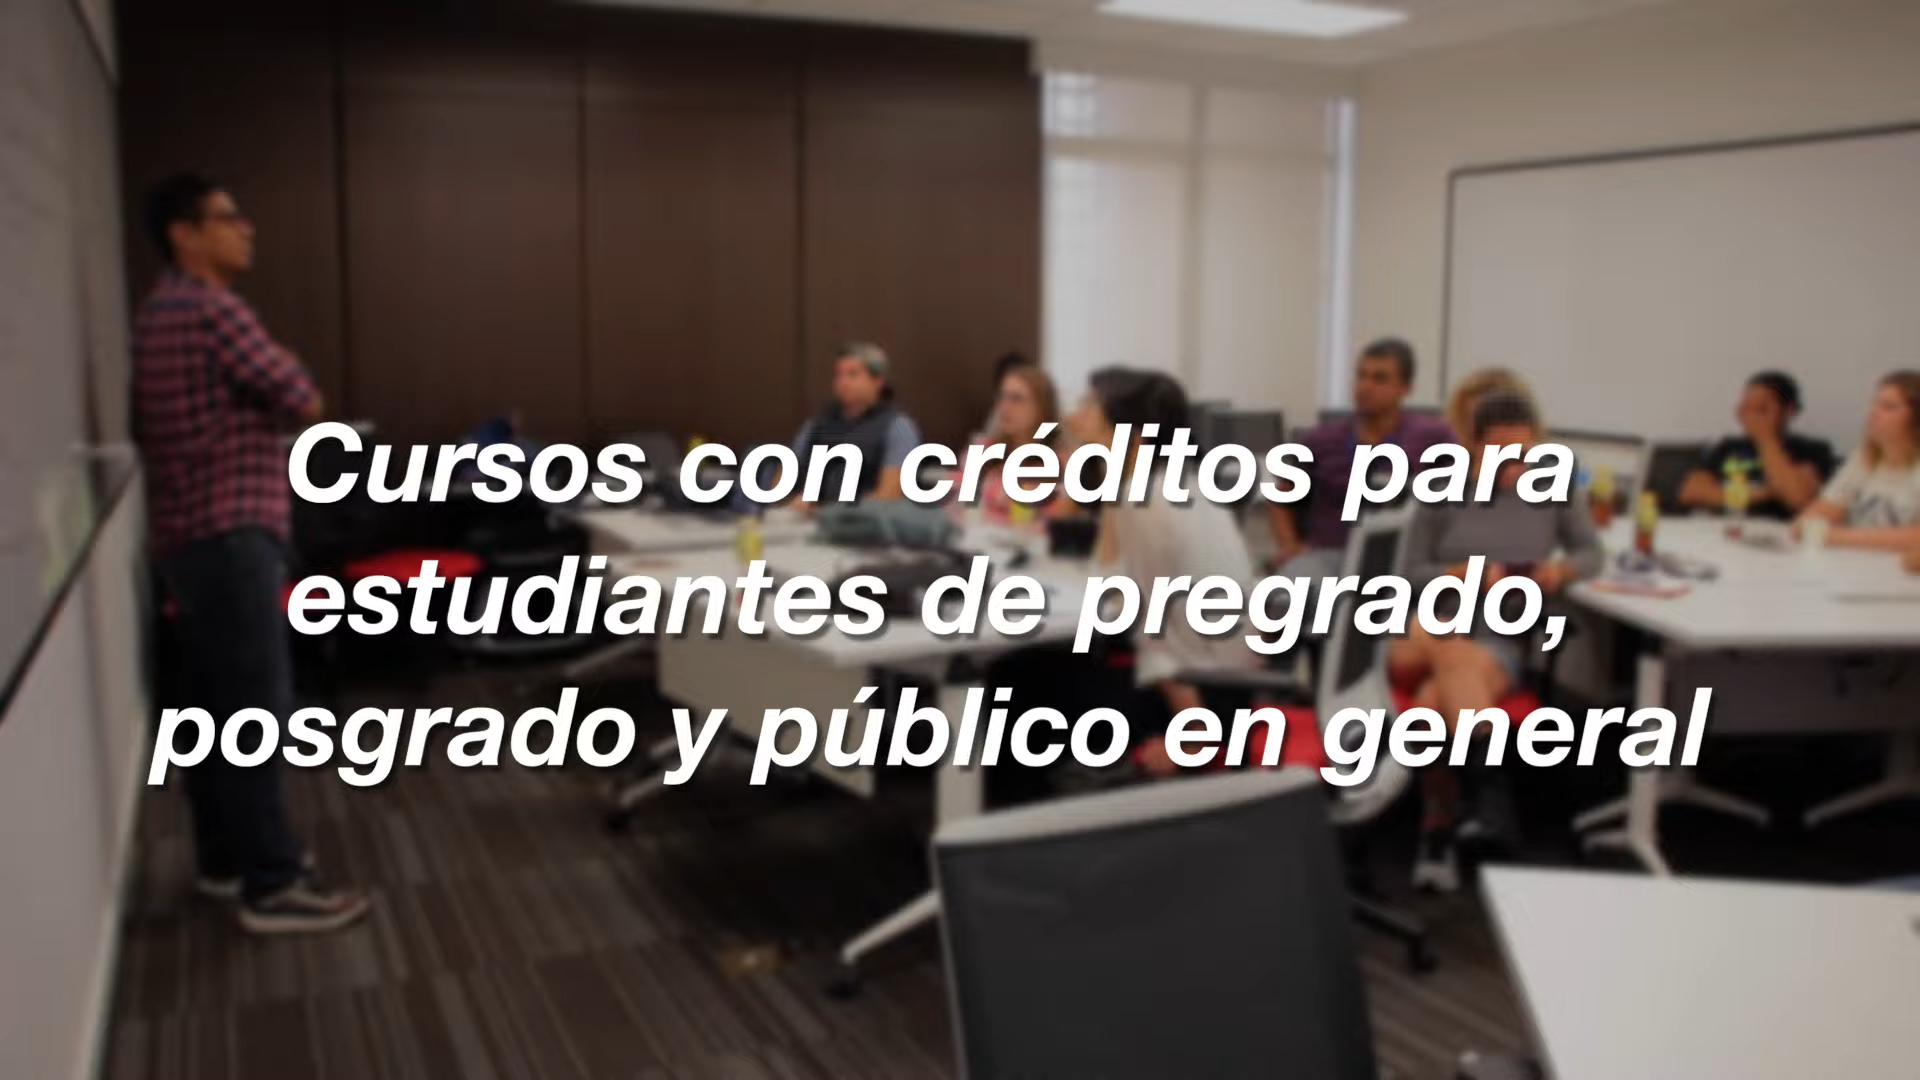 Cursos con créditos para
estudiantes de pregrado,
posgrado y público en general